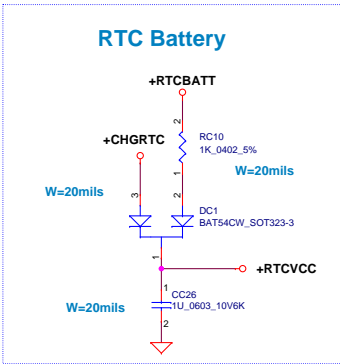 RTC Battery
+RTCBATT
2
RC10
1K_0402_5%
+CHGRTC
1
W=20mils
W=20mils
3
2
DC1
BAT54CW_SOT323-3
1
+RTCVCC
1
CC26
1U_0603_10V6K
W=20mils
2